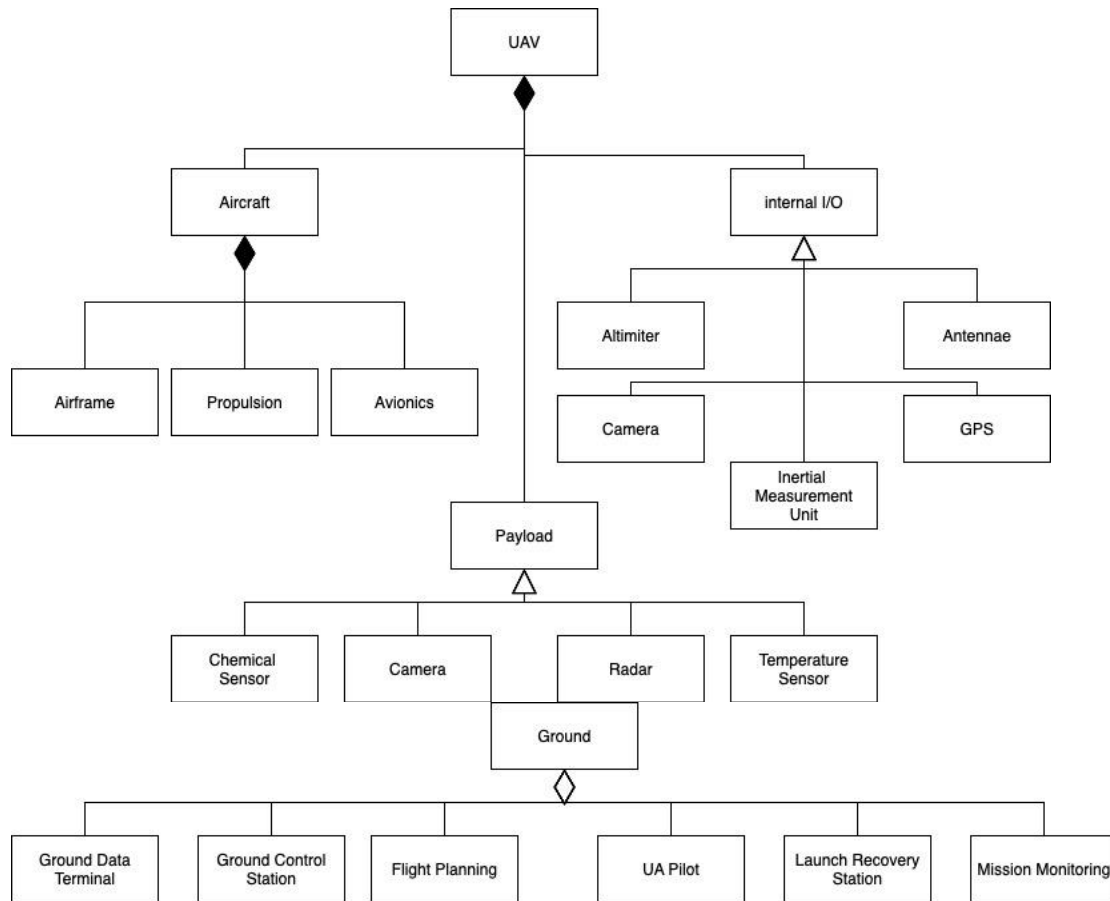 UAV
Aircraft
internal I/O
Altimiter
Antennae
Airframe
Propulsion
Avionics
Camera
GPS
Inertial
Measurement
Unit
Payload
Chemical
Sensor
Camera
Radar
Temperature
Sensor
Ground
Ground Data
Terminal
Ground Control
Station
Flight Planning
UA Pilot
Launch Recovery
Station
Mission Monitoring